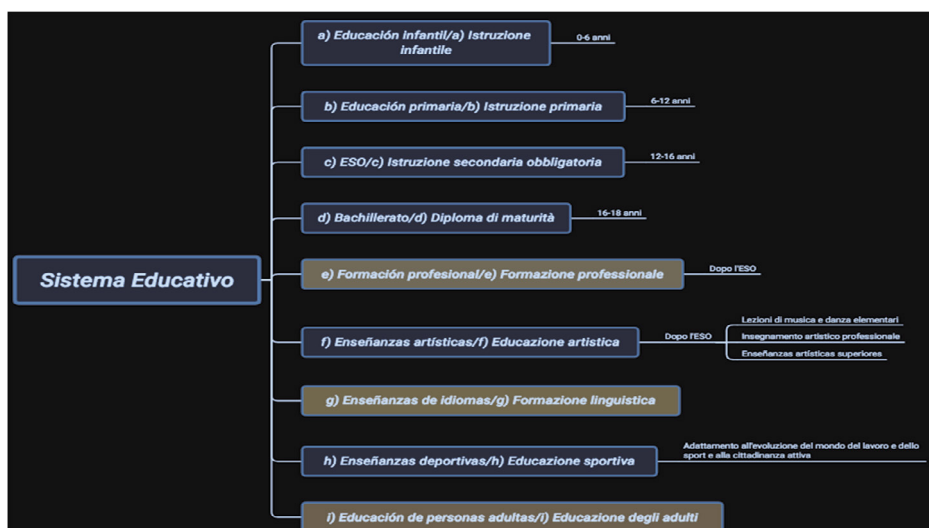 a) Educación infantil/a) Istruzione
infantile
0-6 anni
b) Educación primaria/b) Istruzione primaria
6-12 anni
c) ESO/c) Istruzione secondaria obbligatoria
12-16 anni
d) Bachillerato/d) Diploma di maturità
16-18 anni
Sistema Educativo
e) Formación profesional/e) Formazione professionale
Dopo l'ESO
f) Enseñanzas artísticas/f) Educazione artistica
Dopo l'ESO
Lezioni di musica e danza elementari
Insegnamento artistico professionale
Enseñanzas artísticas superiores
g) Enseñanzas de idiomas/g) Formazione linguistica
h) Enseñanzas deportivas/h) Educazione sportiva
Adattamento all'evoluzione del mondo del lavoro e dello
sport e alla cittadinanza attiva
i) Educación de personas adultas/i) Educazione degli adulti